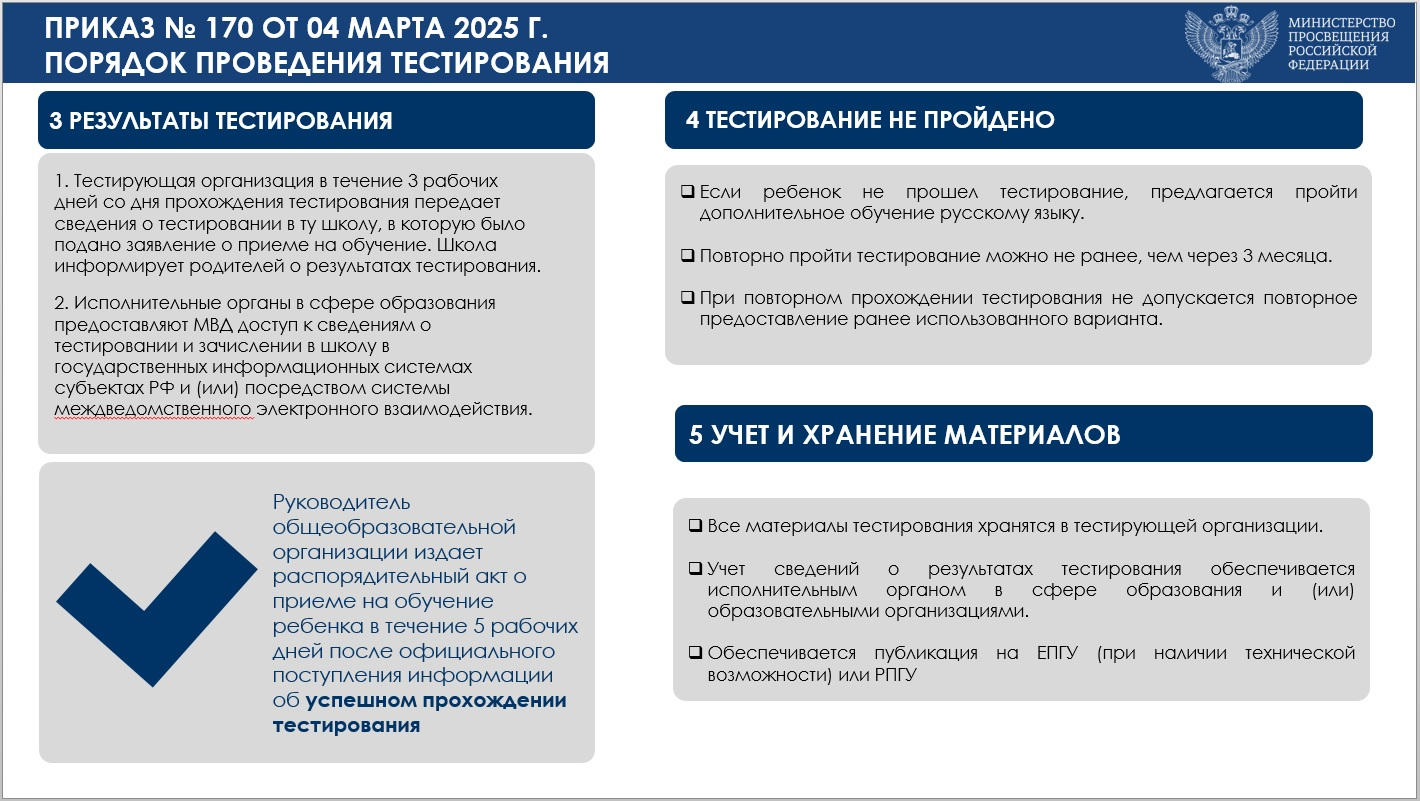 ПРИКАЗ № 170 ОТ 04 МАРТА 2025 Г.
ПОРЯДОК ПРОВЕДЕНИЯ ТЕСТИРОВАНИЯ
МИНИСТЕРСТВО
ПРОСВЕЩЕНИЯ
РОССИЙСКОЙ
ФЕДЕРАЦИИ
3 РЕЗУЛЬТАТЫ ТЕСТИРОВАНИЯ
1. Тестирующая организация в течение 3 рабочих
дней со дня прохождения тестирования передает
сведения о тестировании в ту школу, в которую было
подано заявление о приеме на обучение. Школа
информирует родителей о результатах тестирования.
2. Исполнительные органы в сфере образования
предоставляют МВД доступ к сведениям о
тестировании и зачислении в школу в
государственных информационных системах
субъектах РФ и (или) посредством системы
междведомственного электронного взаимодействия.
Руководитель
общеобразовательной
организации издает
распорядительный акт о
приеме на обучение
ребенка в течение 5 рабочих
дней после официального
поступления информации
об успешном прохождении
тестирования
4 ТЕСТИРОВАНИЕ НЕ ПРОЙДЕНО
Если ребенок не прошел тестирование, предлагается пройти
дополнительное обучение русскому языку.
Повторно пройти тестирование можно не ранее, чем через 3 месяца.
При повторном прохождении тестирования не допускается повторное
предоставление ранее использованного варианта.
5 УЧЕТ И ХРАНЕНИЕ МАТЕРИАЛОВ
Все материалы тестирования хранятся в тестирующей организации.
Учет сведений о результатах тестирования обеспечивается
исполнительным органом в сфере образования и (или)
образовательными организациями.
Обеспечивается публикация на ЕПГУ (при наличии технической
возможности) или РПГУ